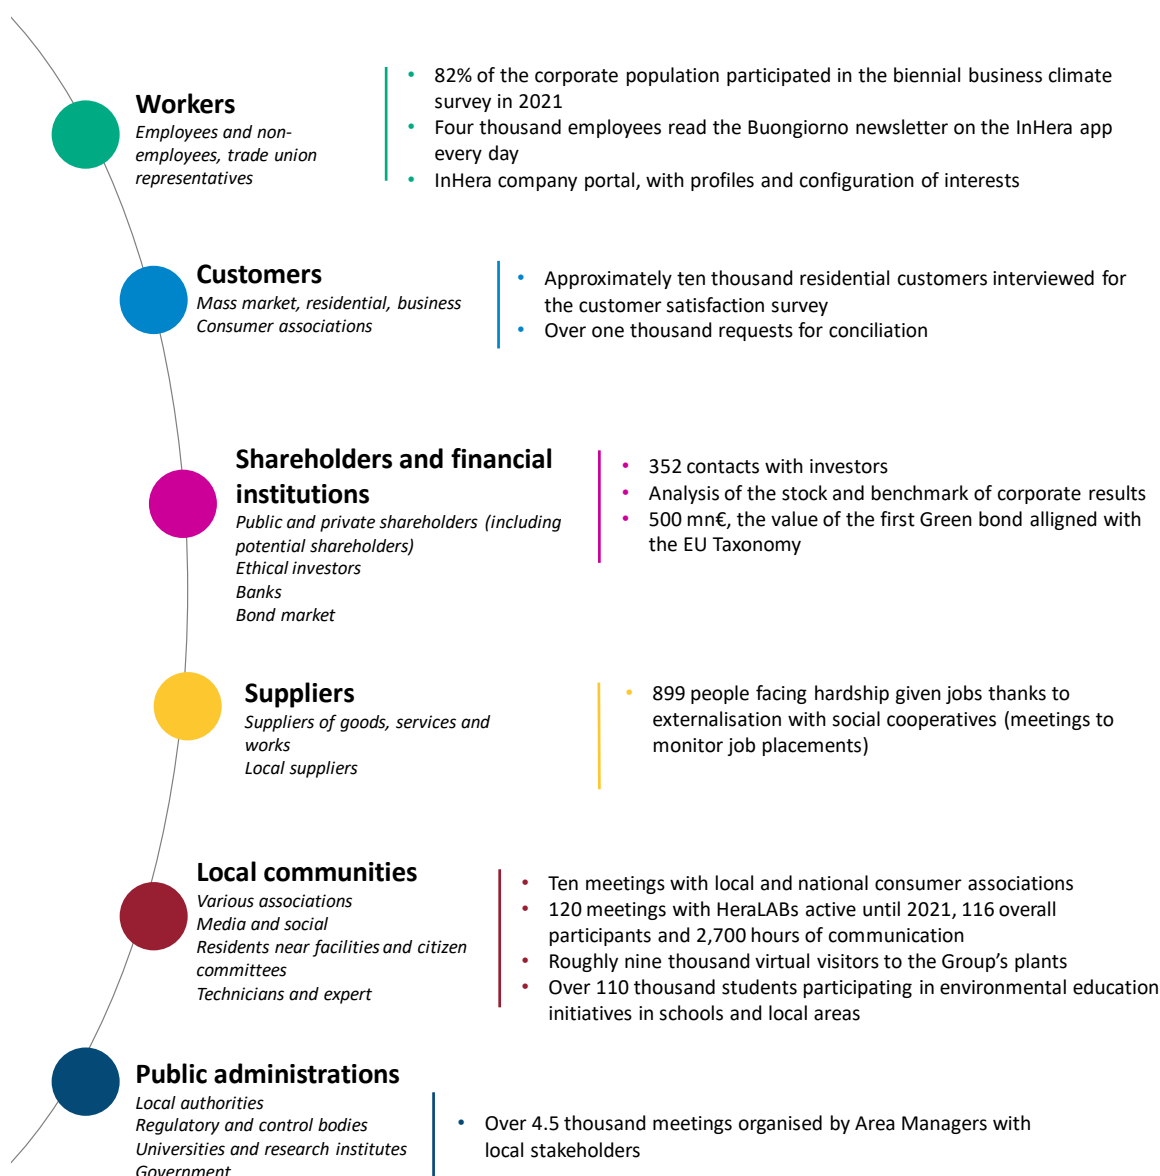 Workers
Employees and non-
employees, trade union
representatives
• 82% of the corporate population participated in the biennial business climate
survey in 2021
• Four thousand employees read the Buongiorno newsletter on the InHera app
every day
• InHera company portal, with profiles and configuration of interests
Customers
Mass market, residential, business
Consumer associations
• Approximately ten thousand residential customers interviewed for
the customer satisfaction survey
• Over one thousand requests for conciliation
Shareholders and financial
institutions
Public and private shareholders (including
potential shareholders)
Ethical investors
Banks
Bond market
• 352 contacts with investors
• Analysis of the stock and benchmark of corporate results
• 500 mn€, the value of the first Green bond alligned with
the EU Taxonomy
Suppliers
Suppliers of goods, services and
works
Local suppliers
• 899 people facing hardship given jobs thanks to
externalisation with social cooperatives (meetings to
monitor job placements)
Local communities
Various associations
Media and social
Residents near facilities and citizen
committees
Technicians and expert
• Ten meetings with local and national consumer associations
• 120 meetings with HeraLABs active until 2021, 116 overall
participants and 2,700 hours of communication
• Roughly nine thousand virtual visitors to the Group’s plants
• Over 110 thousand students participating in environmental education
initiatives in schools and local areas
Public administrations
Local authorities
Regulatory and control bodies
Universities and research institutes
Government
• Over 4.5 thousand meetings organised by Area Managers with
local stakeholders